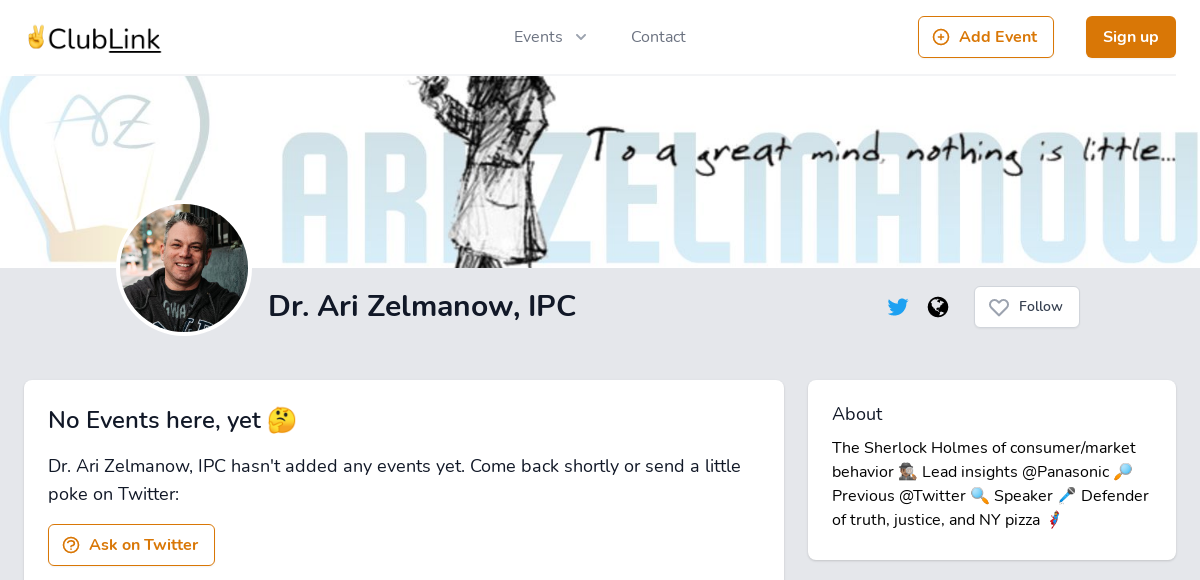 ✌️ClubLink
Events
Contact
Add Event
Sign up
AZ
ARI ZELMANOW
To a great mind, nothing is little...
Dr. Ari Zelmanow, IPC
Follow
No Events here, yet 🤔
Dr. Ari Zelmanow, IPC hasn't added any events yet. Come back shortly or send a little
poke on Twitter:
Ask on Twitter
About
The Sherlock Holmes of consumer/market
behavior 🕵🏽‍♂️ Lead insights @Panasonic 🔎
Previous @Twitter 🔍 Speaker 🎤 Defender
of truth, justice, and NY pizza 🦸🏻‍♂️